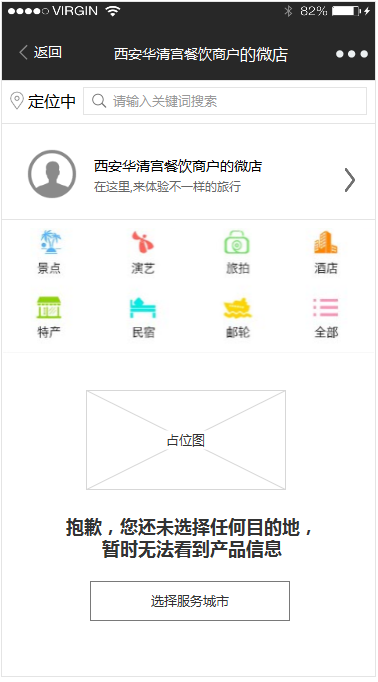 VIRGIN 82%
返回 西安华清宫餐饮商户的微店
定位中 请输入关键词搜索
西安华清宫餐饮商户的微店
在这里,来体验不一样的旅行
景点 演艺 旅拍 酒店
特产 民宿 邮轮 全部
占位图
抱歉，您还未选择任何目的地，
暂时无法看到产品信息
选择服务城市